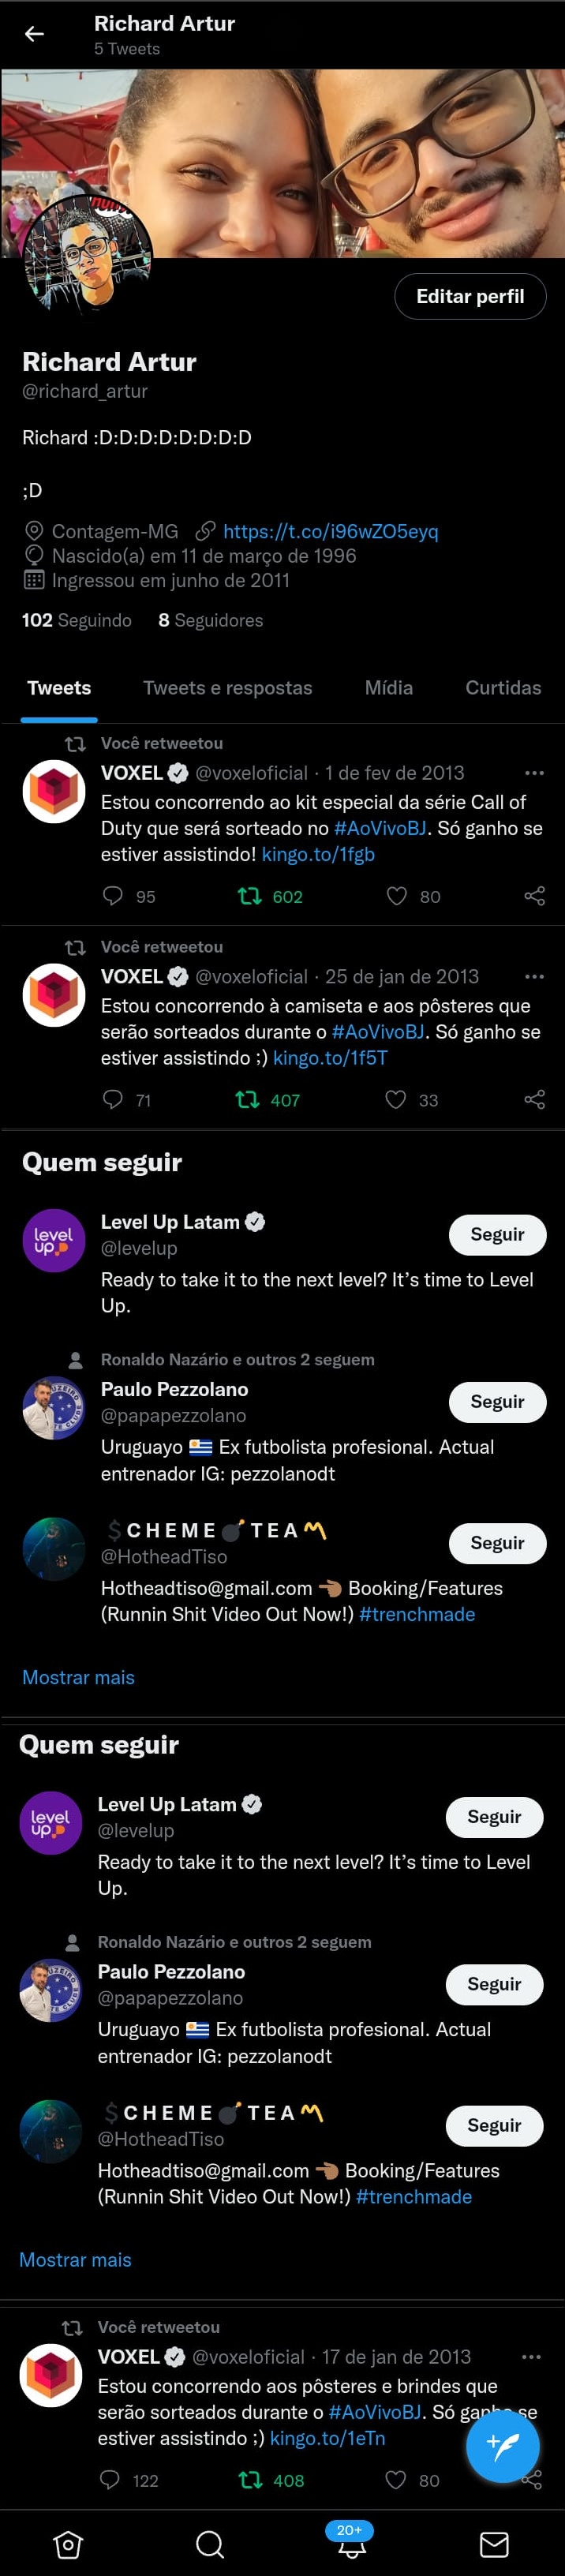 Richard Artur
5 Tweets
Editar perfil
Richard Artur
@richard_artur
Richard :D:D:D:D:D:D:D:D
;D
Contagem-MG https://t.co/i96wZO5eyq
Nascido(a) em 11 de março de 1996
Ingressou em junho de 2011
102 Seguindo 8 Seguidores
Tweets Tweets e respostas Mídia Curtidas
Você retweetou
VOXEL @voxeloficial · 1 de fev de 2013
Estou concorrendo ao kit especial da série Call of
Duty que será sorteado no #AoVivoBJ. Só ganho se
estiver assistindo! kingo.to/1fgb
95 602 80
Você retweetou
VOXEL @voxeloficial · 25 de jan de 2013
Estou concorrendo à camiseta e aos pôsteres que
serão sorteados durante o #AoVivoBJ. Só ganho se
estiver assistindo ;) kingo.to/1f5T
71 407 33
Quem seguir
level up
Level Up Latam
@levelup
Seguir
Ready to take it to the next level? It’s time to Level
Up.
Ronaldo Nazário e outros 2 seguem
Paulo Pezzolano
@papapezzolano
Seguir
Uruguayo 🇺🇾 Ex futbolista profesional. Actual
entrenador IG: pezzolanodt
💲C H E M E 💣 T E A 〽️
@HotheadTiso
Seguir
Hotheadtiso@gmail.com 👈🏽 Booking/Features
(Runnin Shit Video Out Now!) #trenchmade
Mostrar mais
Quem seguir
level up
Level Up Latam
@levelup
Seguir
Ready to take it to the next level? It’s time to Level
Up.
Ronaldo Nazário e outros 2 seguem
Paulo Pezzolano
@papapezzolano
Seguir
Uruguayo 🇺🇾 Ex futbolista profesional. Actual
entrenador IG: pezzolanodt
💲C H E M E 💣 T E A 〽️
@HotheadTiso
Seguir
Hotheadtiso@gmail.com 👈🏽 Booking/Features
(Runnin Shit Video Out Now!) #trenchmade
Mostrar mais
Você retweetou
VOXEL @voxeloficial · 17 de jan de 2013
Estou concorrendo aos pôsteres e brindes que
serão sorteados durante o #AoVivoBJ. Só ganho se
estiver assistindo ;) kingo.to/1eTn
122 408 80
20+